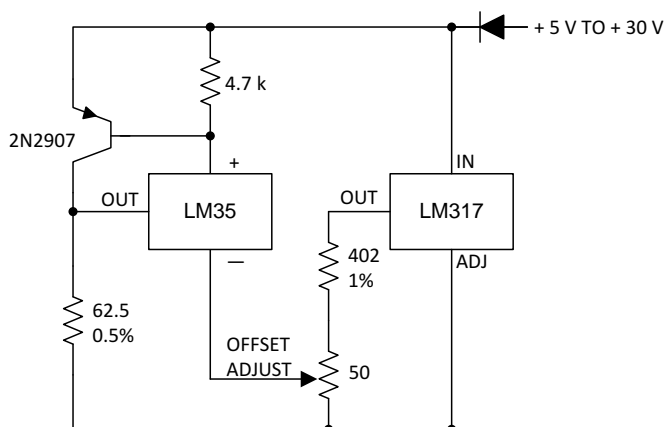 + 5 V TO + 30 V
4.7 k
2N2907
+
IN
OUT
LM35
OUT
LM317
—
402
1%
ADJ
62.5
0.5%
OFFSET
ADJUST
50